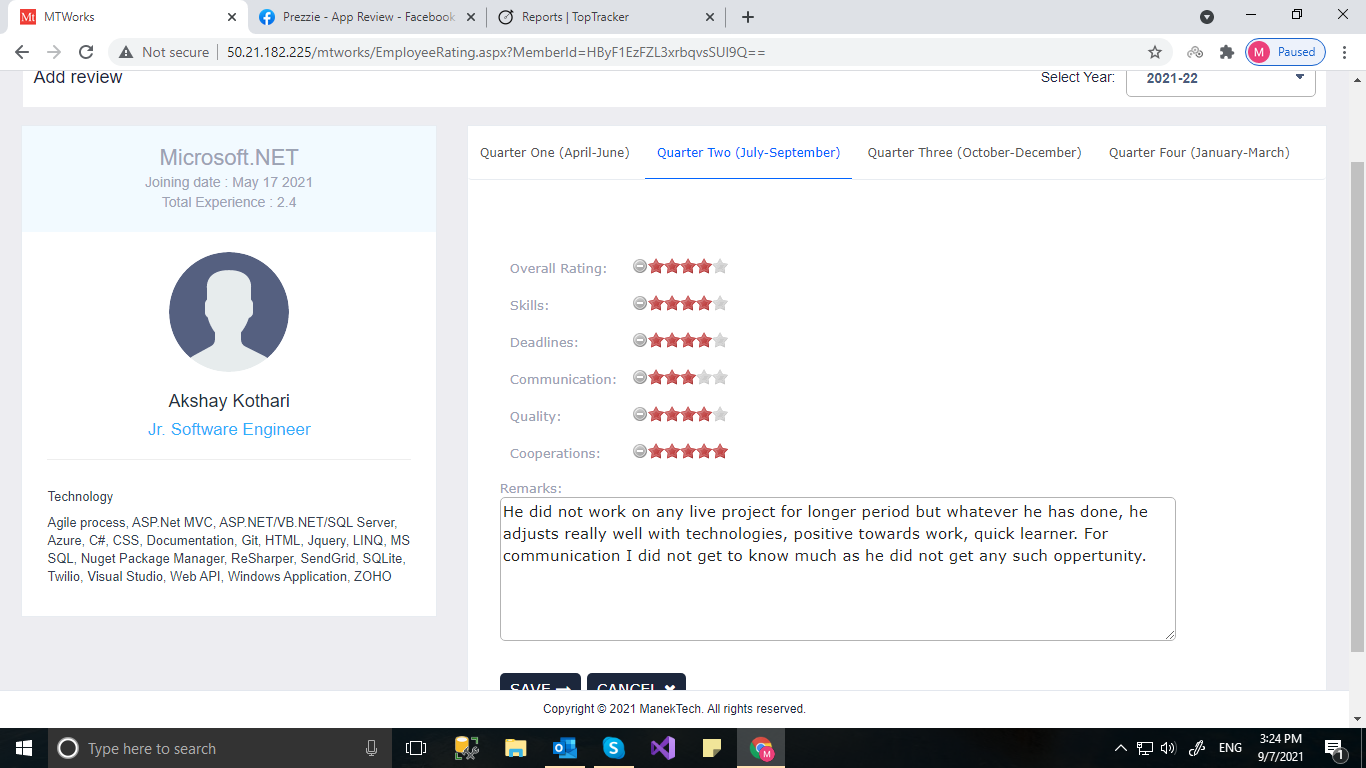 MTWorks
Prezzie - App Review - Facebook
Reports | TopTracker
Not secure
50.21.182.225/mtworks/EmployeeRating.aspx?MemberId=HByF1EzFZL3xrbqvsSUI9Q==
M Paused
Add review
Select Year: 2021-22
Microsoft.NET
Joining date : May 17 2021
Total Experience : 2.4
Akshay Kothari
Jr. Software Engineer
Technology
Agile process, ASP.Net MVC, ASP.NET/VB.NET/SQL Server,
Azure, C#, CSS, Documentation, Git, HTML, Jquery, LINQ, MS
SQL, Nuget Package Manager, ReSharper, SendGrid, SQLite,
Twilio, Visual Studio, Web API, Windows Application, ZOHO
Quarter One (April-June) Quarter Two (July-September) Quarter Three (October-December) Quarter Four (January-March)
Overall Rating:
Skills:
Deadlines:
Communication:
Quality:
Cooperations:
Remarks:
He did not work on any live project for longer period but whatever he has done, he
adjusts really well with technologies, positive towards work, quick learner. For
communication I did not get to know much as he did not get any such oppertunity.
SAVE CANCEL
Copyright © 2021 ManekTech. All rights reserved.
Type here to search
ENG
3:24 PM
9/7/2021
1